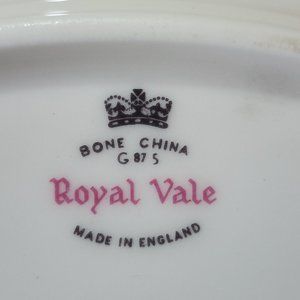 BONE CHINA
G 87 S
Royal Vale
MADE IN ENGLAND